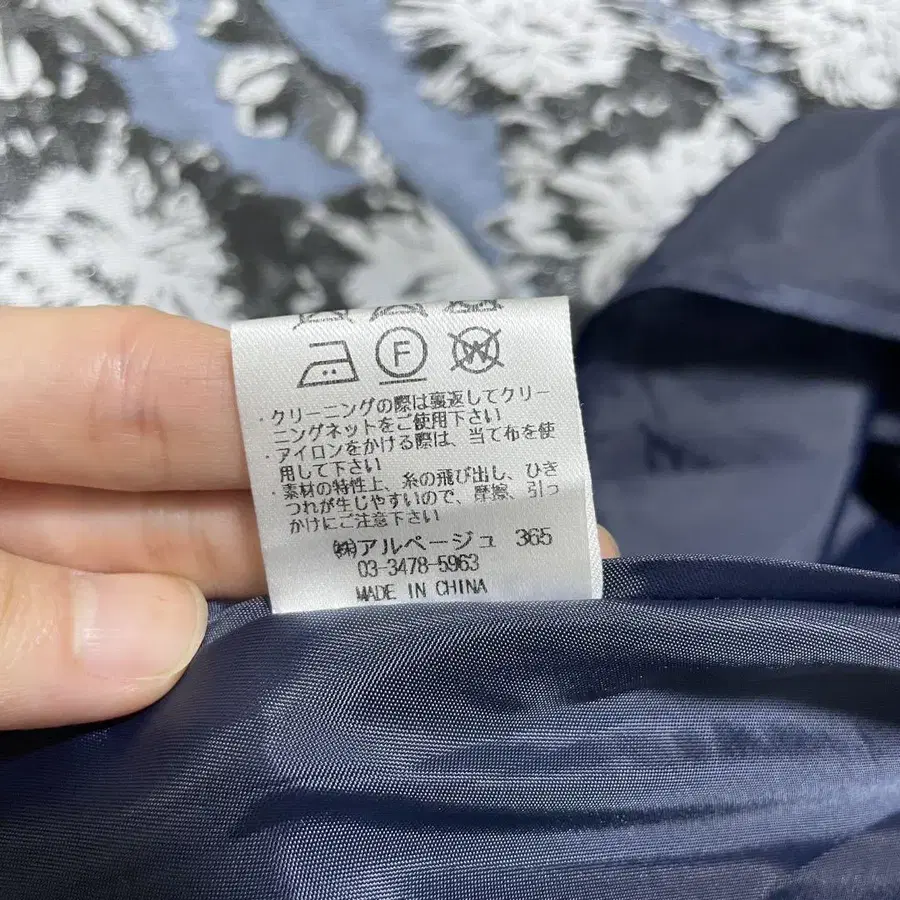 F W
・クリーニングの際は裏返してクリー
ニングネットをご使用下さい
・アイロンをかける際は、当て布を使
用して下さい
・素材の特性上、糸の飛び出し、ひき
つれが生じやすいので、摩擦、引っ
かけにご注意下さい
㈱アルページュ 365
03-3478-5963
MADE IN CHINA